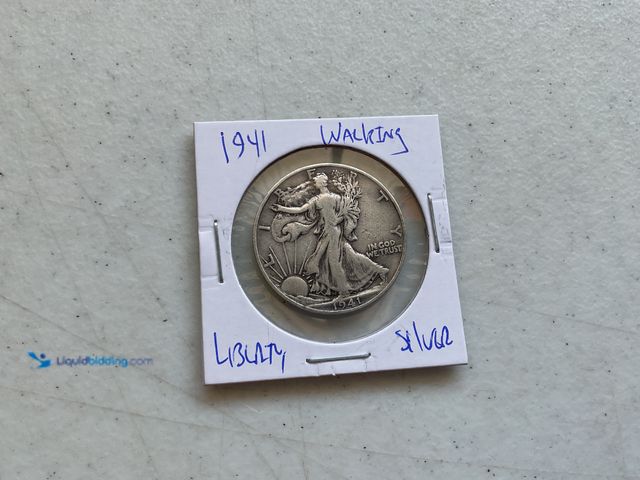 1941 WALKING
LIBERTY
IN GOD
WE TRUST
1941
LIBERTY, SILVER
Liquidbidding.com